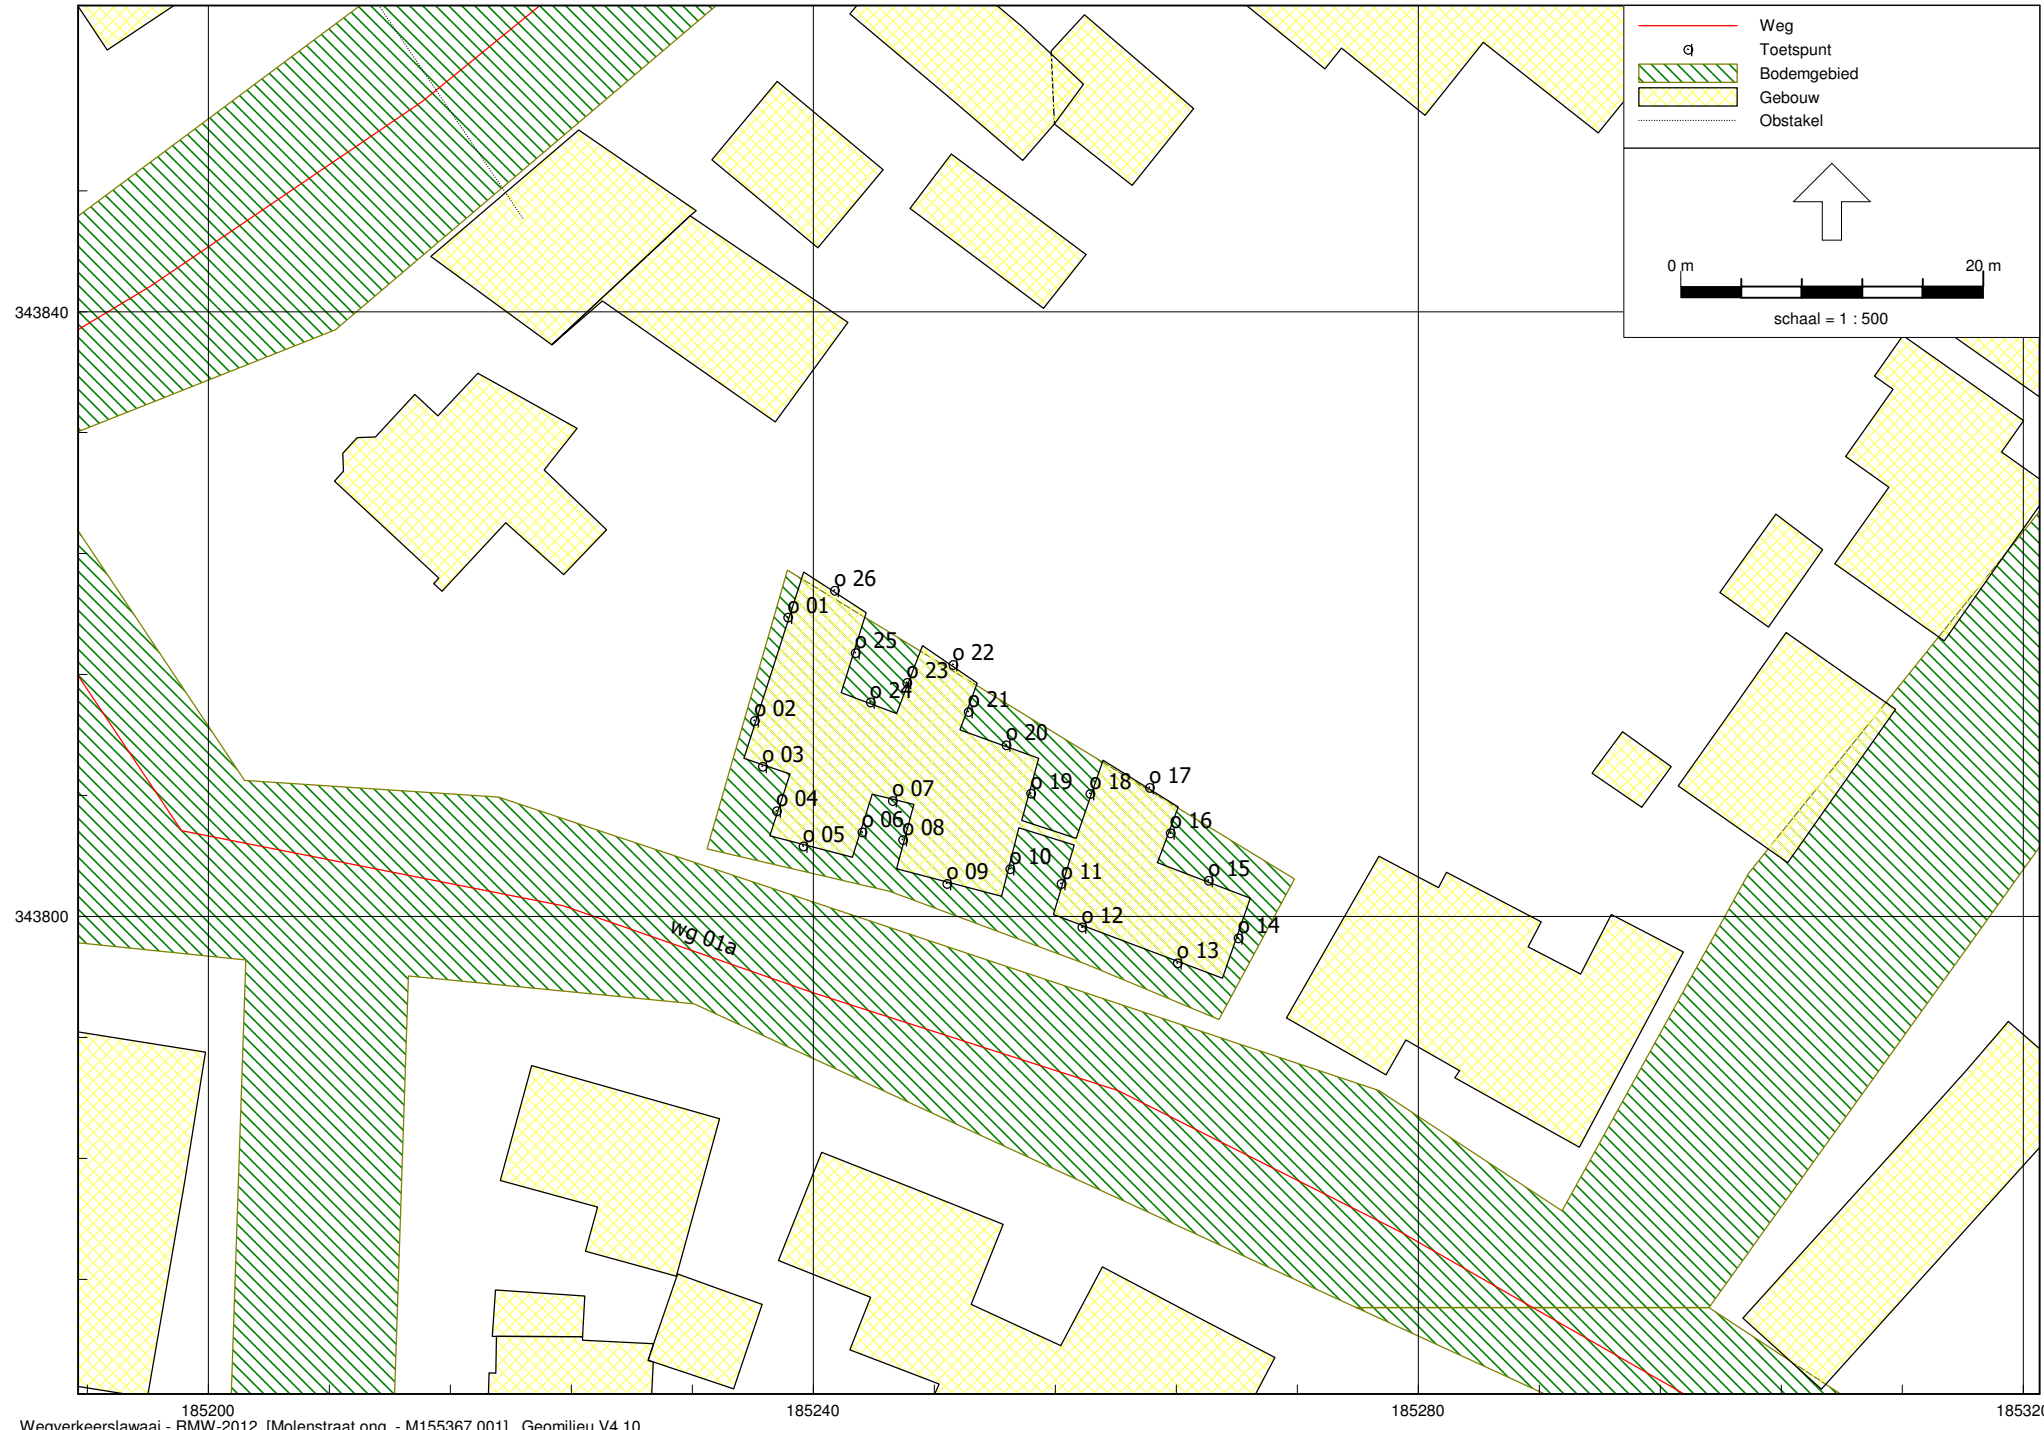 Weg
Toetspunt
Bodemgebied
Gebouw
Obstakel
0 m 20 m
schaal = 1 : 500
343840
o 26
o 01
o 25
o 22
o 23
o 24
o 21
o 02
o 20
o 03
o 17
o 07
o 19
o 18
o 04
o 16
o 06
o 08
o 05
o 15
o 10
o 09
o 11
343800
o 12
o 14
wg 01a
o 13
185200 185240 185280 185320
Wegverkeerslawaai - RMW-2012, [Molenstraat ong. - M155367.001] , Geomilieu V4.10